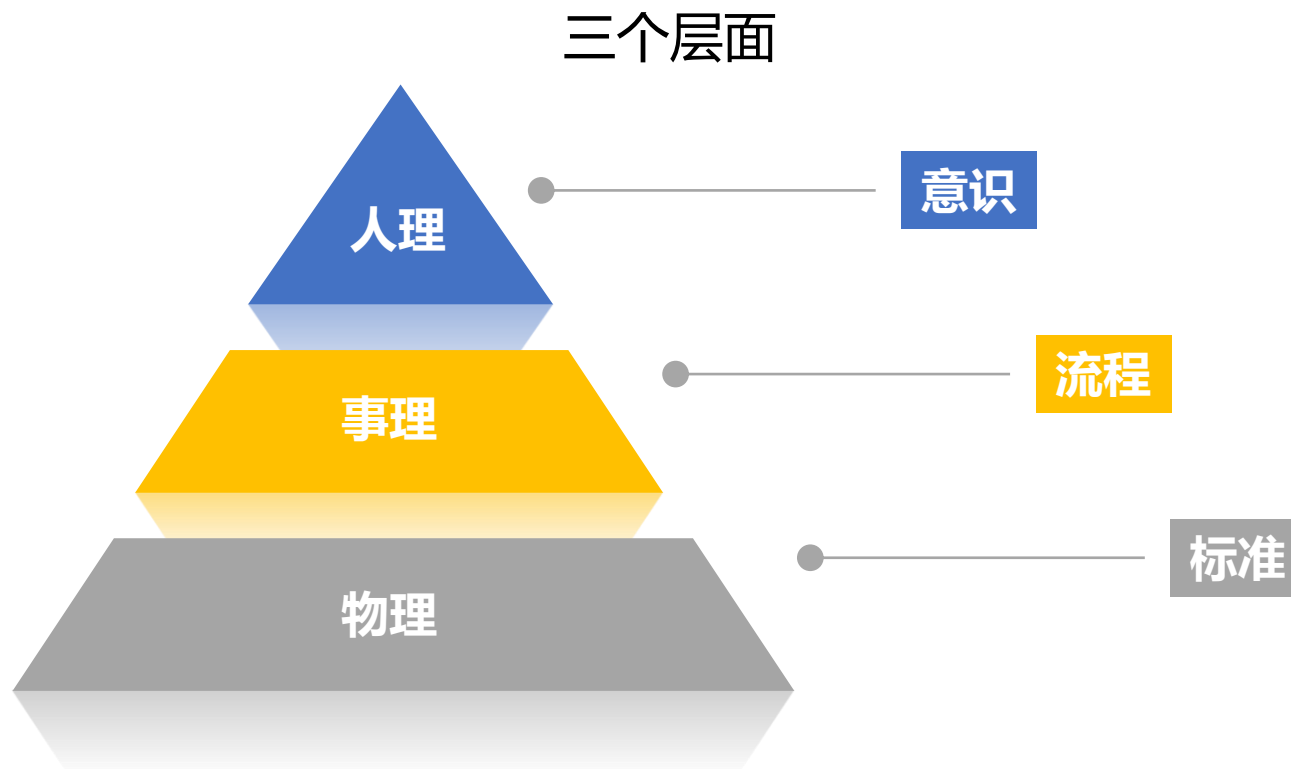 三个层面
人理
意识
事理
流程
物理
标准